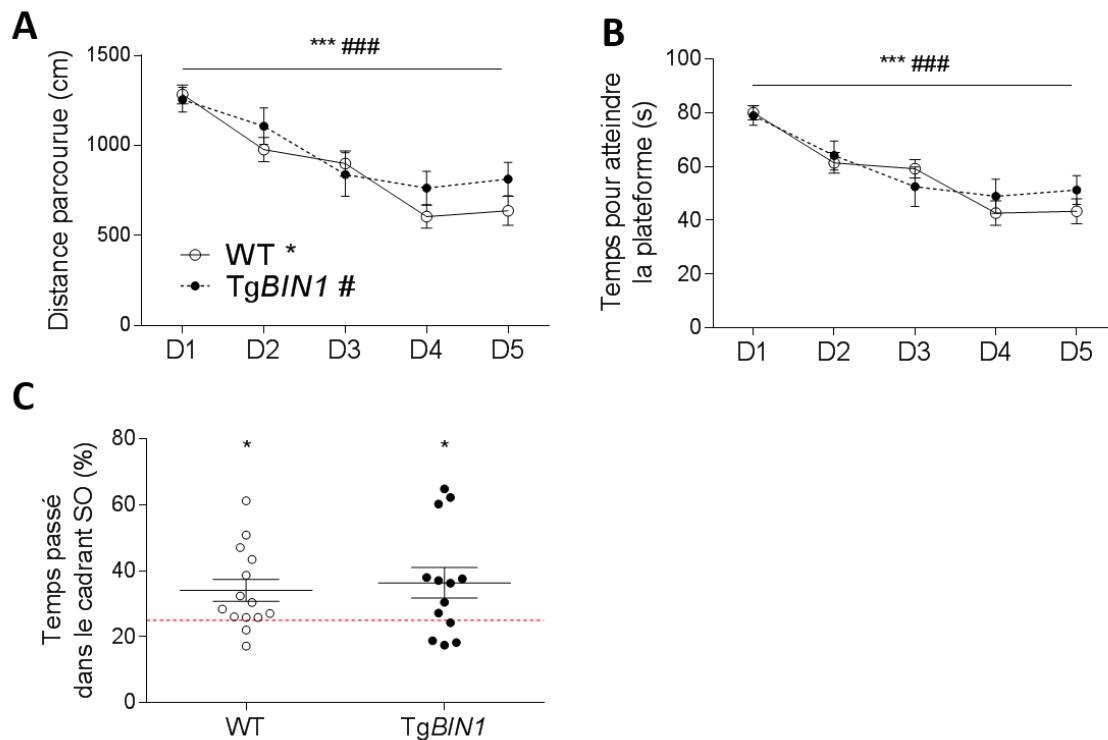 A
Distance parcourue (cm)
*** ###
1500
1000
500
0
WT *
TgBIN1 #
D1 D2 D3 D4 D5
B
Temps pour atteindre
la plateforme (s)
*** ###
100
80
60
40
20
0
D1 D2 D3 D4 D5
C
Temps passé
dans le cadrant SO (%)
* *
80
60
40
20
0
WT TgBIN1